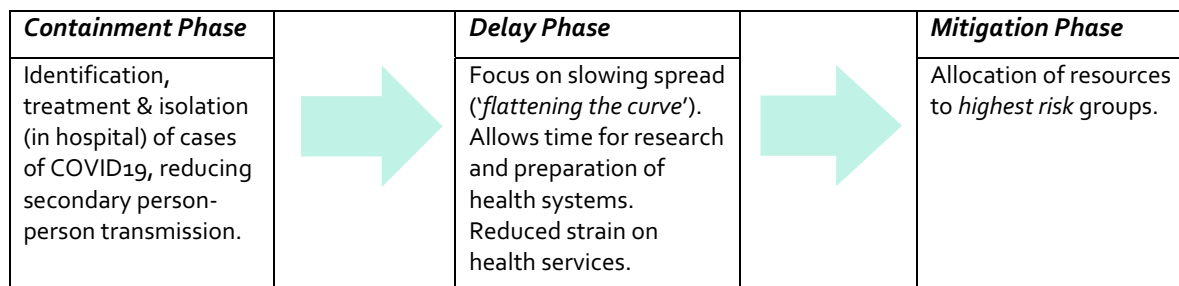 Containment Phase
Identification,
treatment & isolation
(in hospital) of cases
of COVID19, reducing
secondary person-
person transmission.
Delay Phase
Focus on slowing spread
(‘flattening the curve’).
Allows time for research
and preparation of
health systems.
Reduced strain on
health services.
Mitigation Phase
Allocation of resources
to highest risk groups.